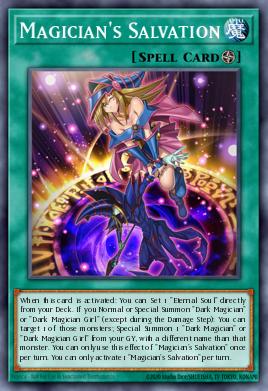 MAGICIAN'S SALVATION 魔
[SPELL CARD]
When this card is activated: You can Set 1 "Eternal Soul" directly
from your Deck. If you Normal or Special Summon "Dark Magician"
or "Dark Magician Girl" (except during the Damage Step): You can
target 1 of those monsters; Special Summon 1 "Dark Magician" or
"Dark Magician Girl" from your GY, with a different name than that
monster. You can only use this effect of "Magician's Salvation" once
per turn. You can only activate 1 "Magician's Salvation" per turn.